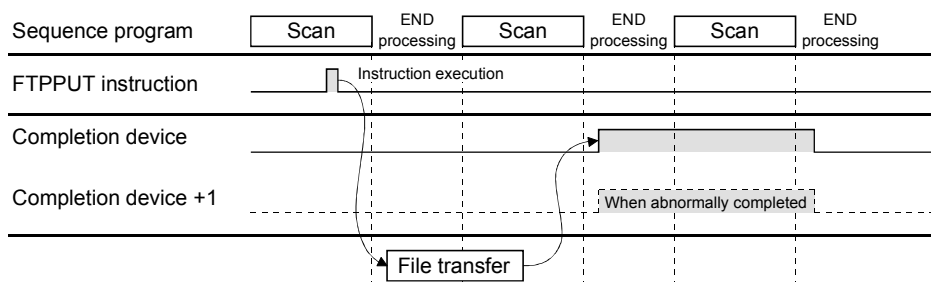 Sequence program
Scan
END
processing
Scan
END
processing
Scan
END
processing
FTPPUT instruction
Instruction execution
Completion device
Completion device +1
When abnormally completed
File transfer